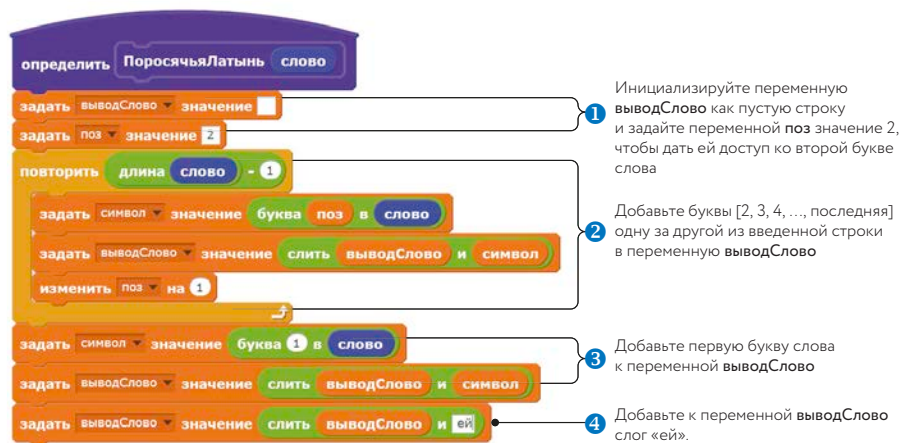 определить ПоросячьяЛатынь слово
задать выводСлово значение
задать поз значение 2
повторить длина слово - 1
задать символ значение буква поз в слово
задать выводСлово значение слить выводСлово и символ
изменить поз на 1
задать символ значение буква 1 в слово
задать выводСлово значение слить выводСлово и символ
задать выводСлово значение слить выводСлово и ей
1
Инициализируйте переменную
выводСлово как пустую строку
и задайте переменной поз значение 2,
чтобы дать ей доступ ко второй букве
слова
2
Добавьте буквы [2, 3, 4, …, последняя]
одну за другой из введенной строки
в переменную выводСлово
3
Добавьте первую букву слова
к переменной выводСлово
4
Добавьте к переменной выводСлово
слог «ей».